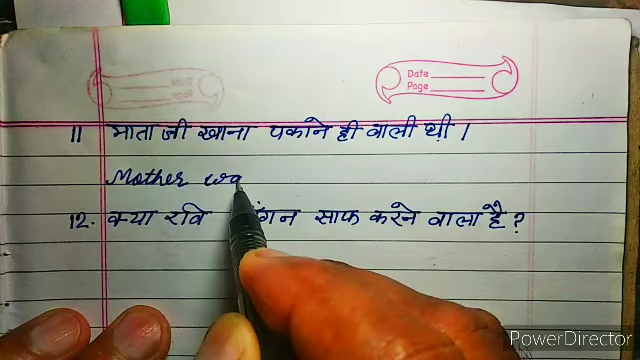 Date
Page
11 माता जी खाना पकाने ही वाली थी ।
Mother wa
12. क्या रवि साफ करने वाला है ?
PowerDirector